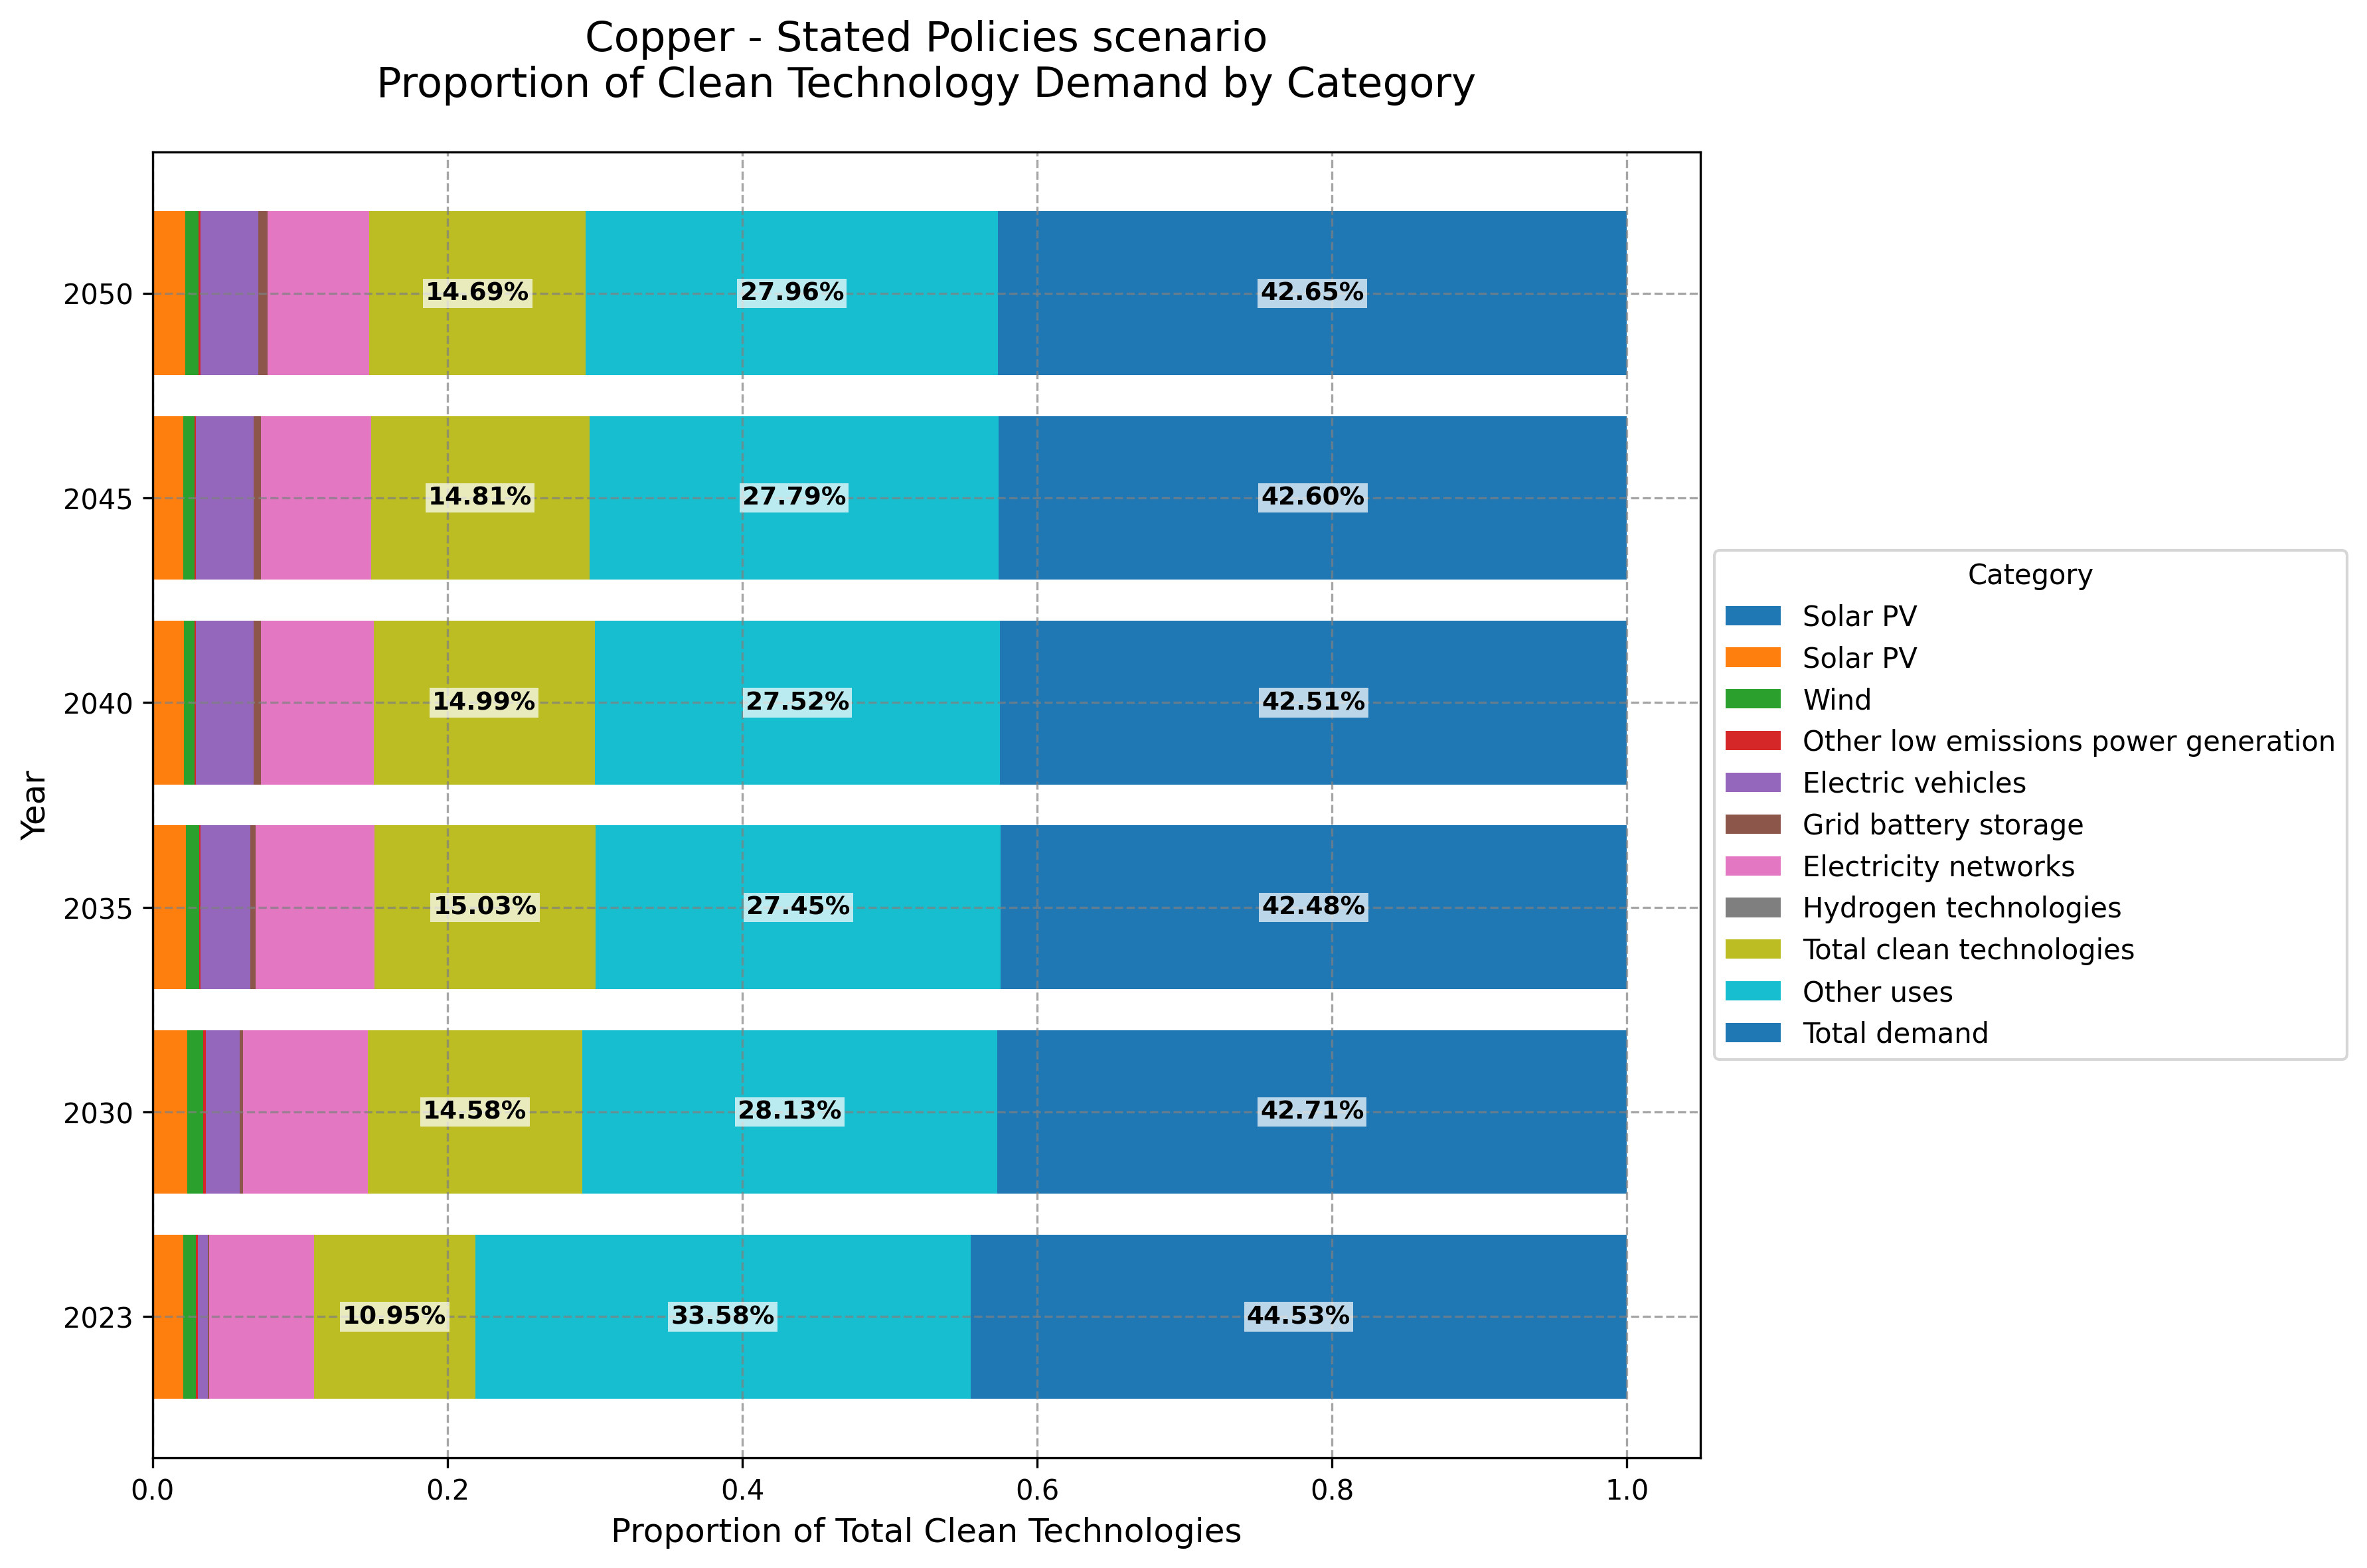 Copper - Stated Policies scenario
Proportion of Clean Technology Demand by Category
Year
2050
14.69%
27.96%
42.65%
2045
14.81%
27.79%
42.60%
2040
14.99%
27.52%
42.51%
2035
15.03%
27.45%
42.48%
2030
14.58%
28.13%
42.71%
2023
10.95%
33.58%
44.53%
0.0
0.2
0.4
0.6
0.8
1.0
Proportion of Total Clean Technologies
Category
Solar PV
Solar PV
Wind
Other low emissions power generation
Electric vehicles
Grid battery storage
Electricity networks
Hydrogen technologies
Total clean technologies
Other uses
Total demand